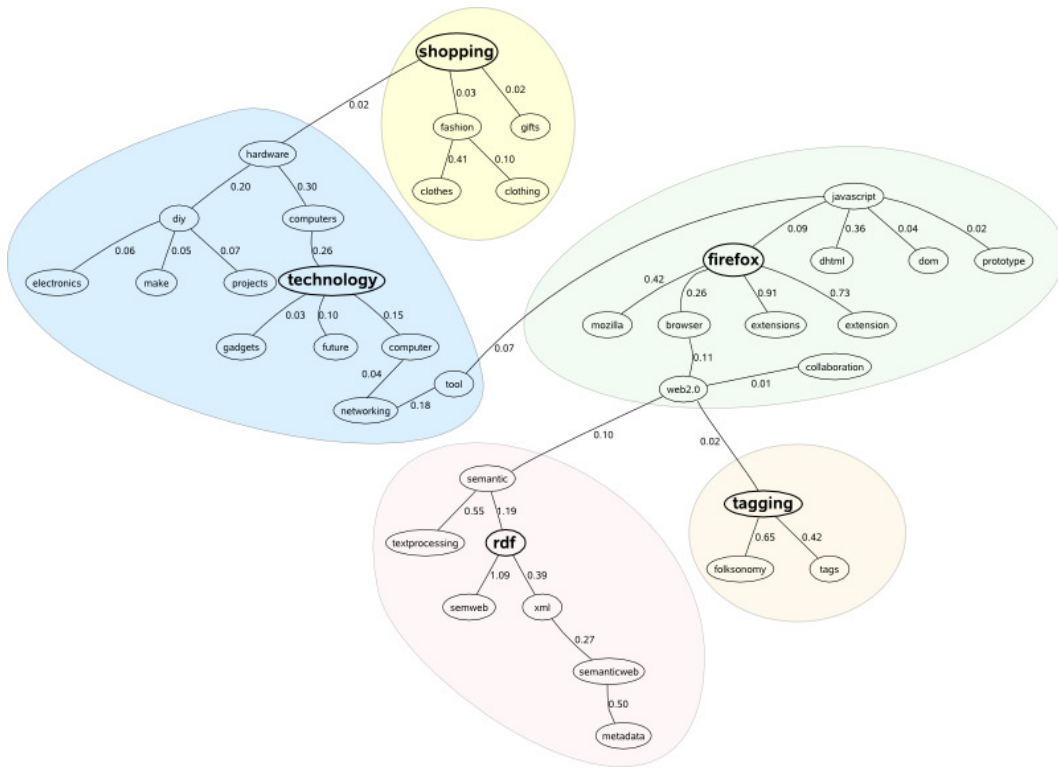 shopping
0.03
0.02
0.02
fashion
gifts
hardware
0.41
0.10
0.20
0.30
clothes
clothing
javascript
diy
computers
0.09
0.36
0.04
0.02
0.06
0.05
0.07
0.26
firefox
dhtml
dom
prototype
electronics
make
projects
technology
0.42
0.26
0.91
0.73
0.03
0.10
0.15
mozilla
browser
extensions
extension
gadgets
future
computer
0.07
0.11
collaboration
0.04
tool
web2.0
0.01
networking
0.18
0.10
0.02
semantic
tagging
0.55
1.19
0.65
0.42
textprocessing
rdf
folksonomy
tags
1.09
0.39
semweb
xml
0.27
semanticweb
0.50
metadata